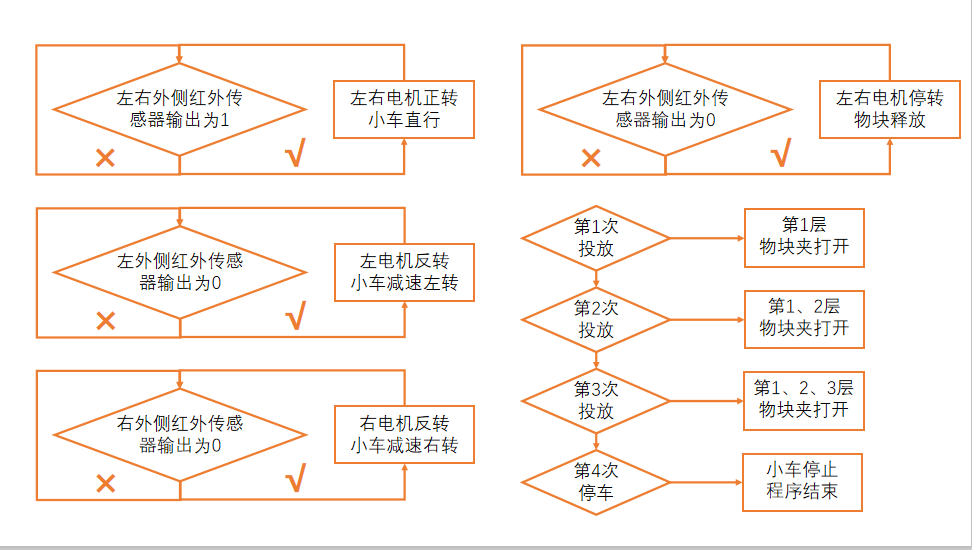 左右外侧红外传
感器输出为1
×
√
左右电机正转
小车直行
左外侧红外传感
器输出为0
×
√
左电机反转
小车减速左转
右外侧红外传感
器输出为0
×
√
右电机反转
小车减速右转
左右外侧红外传
感器输出为0
×
√
左右电机停转
物块释放
第1次
投放
第1层
物块夹打开
第2次
投放
第1、2层
物块夹打开
第3次
投放
第1、2、3层
物块夹打开
第4次
停车
小车停止
程序结束